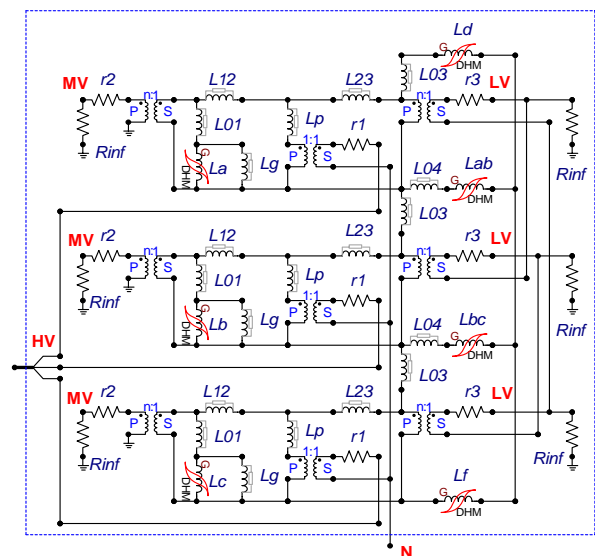 Ld
G
DHM
MV r2 n:1 L12 L23 L03 r3 LV
P S P S
L01 Lp r1
1:1
Rinf P S Rinf
G La Lg
DHM
L04 Lab
G
DHM
L03
MV r2 n:1 L12 L23 r3 LV
P S P S
L01 Lp r1
1:1
Rinf P S Rinf
G Lb Lg
DHM
HV
L04 Lbc
G
DHM
L03
MV r2 n:1 L12 L23 r3 LV
P S P S
L01 Lp r1
1:1
Rinf P S Rinf
G Lc Lg
DHM
Lf
G
DHM
N